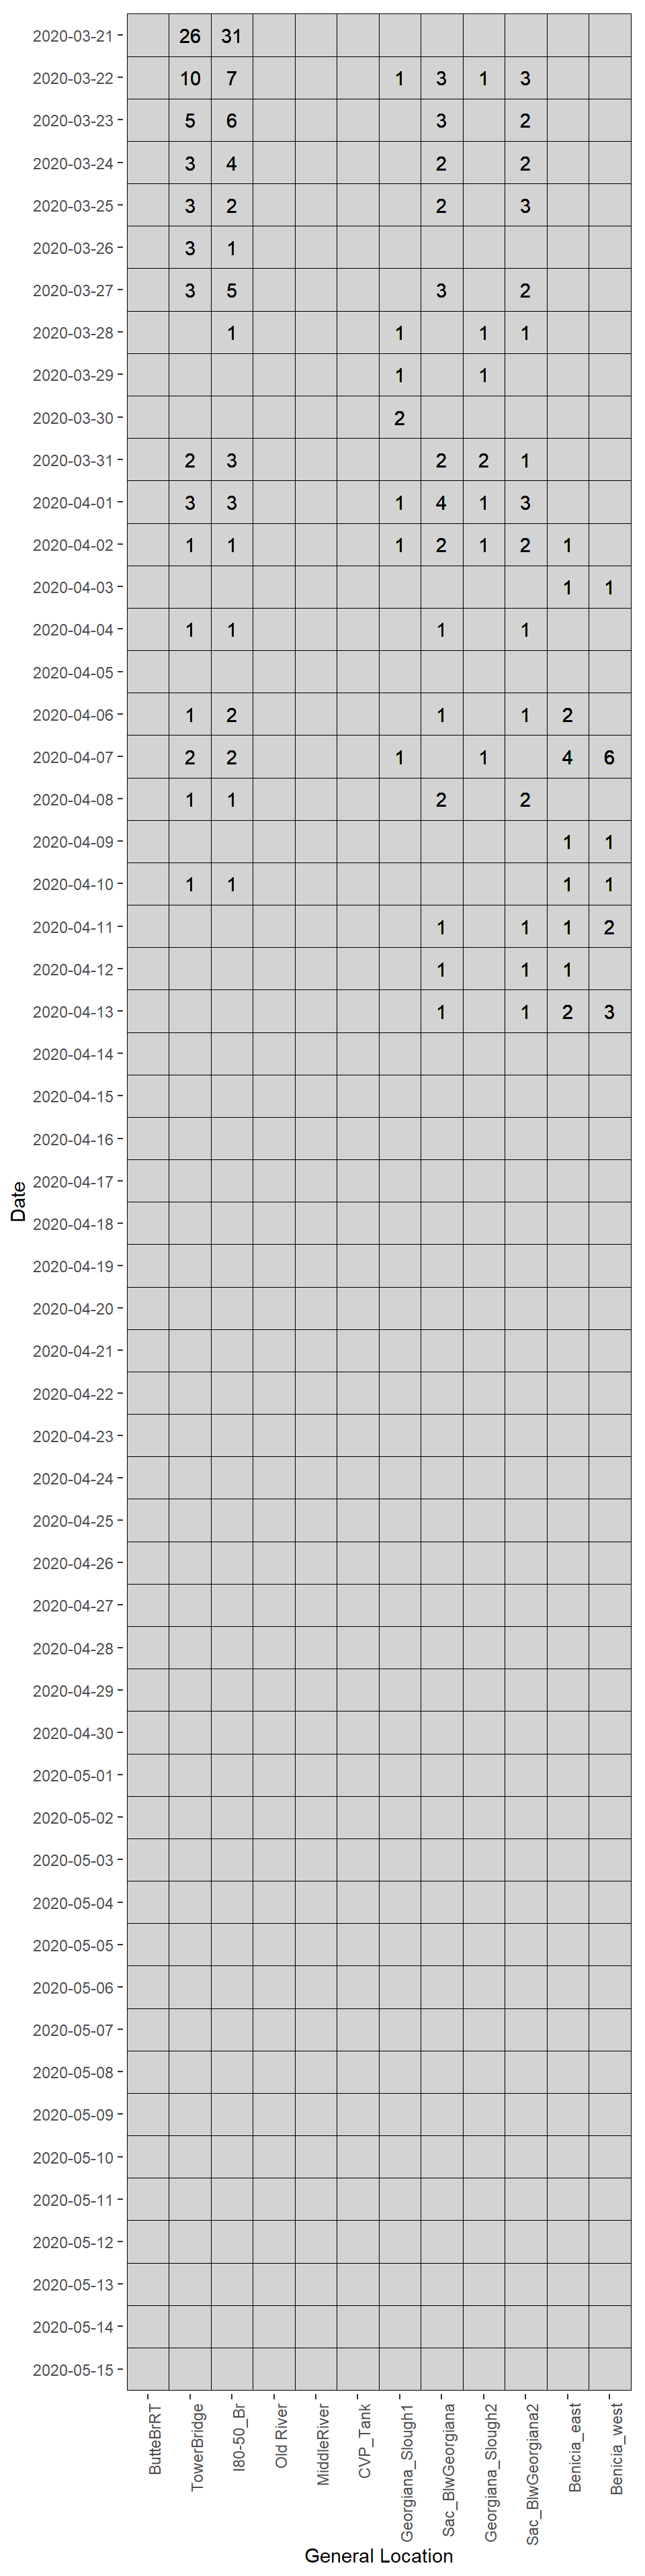 2020-03-21 26 31
2020-03-22 10 7 1 3 1 3
2020-03-23 5 6 3 2
2020-03-24 3 4 2 2
2020-03-25 3 2 2 3
2020-03-26 3 1
2020-03-27 3 5 3 2
2020-03-28 1 1 1 1
2020-03-29 1 1
2020-03-30 2
2020-03-31 2 3 2 2 1
2020-04-01 3 3 1 4 1 3
2020-04-02 1 1 1 2 1 2 1
2020-04-03 1 1
2020-04-04 1 1 1 1
2020-04-05
2020-04-06 1 2 1 1 2
2020-04-07 2 2 1 1 4 6
2020-04-08 1 1 2 2
2020-04-09 1 1
2020-04-10 1 1 1 1
2020-04-11 1 1 1 2
2020-04-12 1 1 1
2020-04-13 1 1 2 3
2020-04-14
2020-04-15
2020-04-16
2020-04-17
2020-04-18
2020-04-19
2020-04-20
2020-04-21
2020-04-22
2020-04-23
2020-04-24
2020-04-25
2020-04-26
2020-04-27
2020-04-28
2020-04-29
2020-04-30
2020-05-01
2020-05-02
2020-05-03
2020-05-04
2020-05-05
2020-05-06
2020-05-07
2020-05-08
2020-05-09
2020-05-10
2020-05-11
2020-05-12
2020-05-13
2020-05-14
2020-05-15
Date
ButteBrRT
TowerBridge
I80-50_Br
Old River
MiddleRiver
CVP_Tank
Georgiana_Slough1
Sac_BlwGeorgiana
Georgiana_Slough2
Sac_BlwGeorgiana2
Benicia_east
Benicia_west
General Location